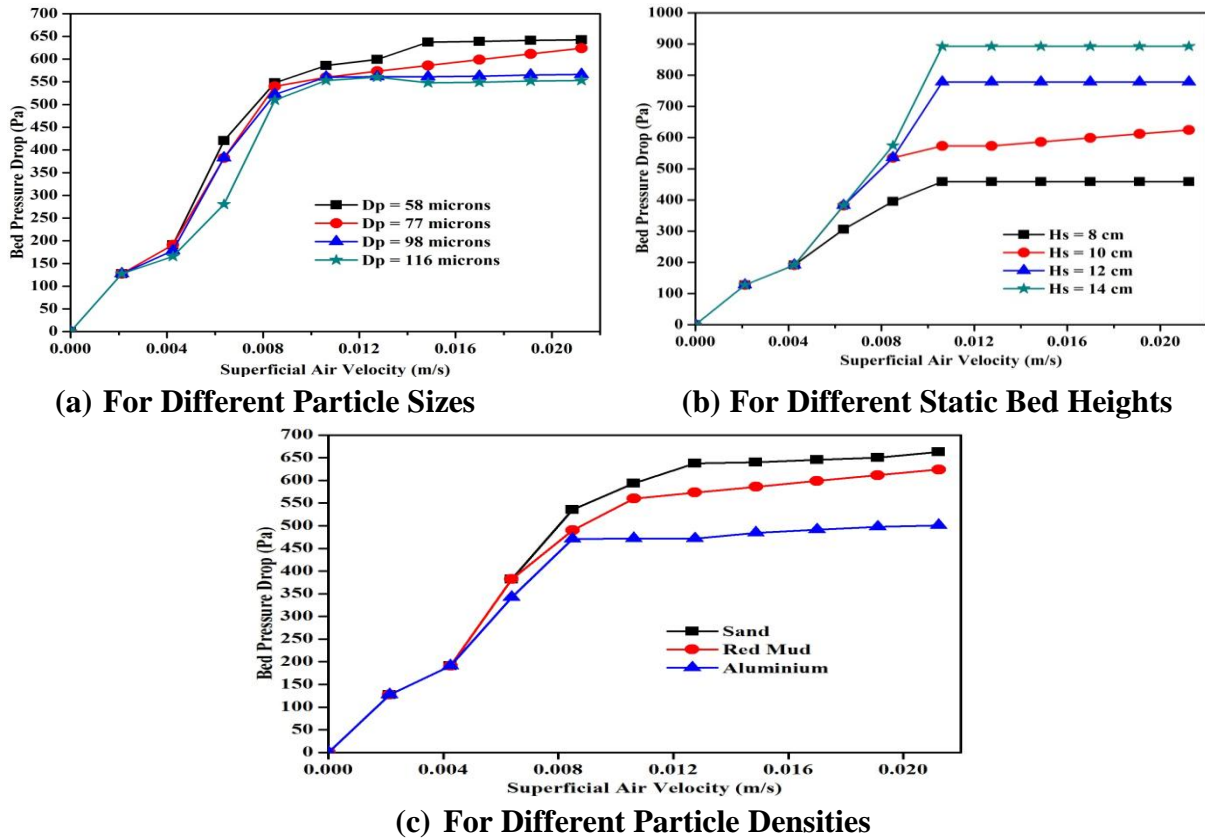 700
650
600
550
500
450
400
350
300
250
200
150
100
50
0
Bed Pressure Drop (Pa)
Dp = 58 microns
Dp = 77 microns
Dp = 98 microns
Dp = 116 microns
0.000 0.004 0.008 0.012 0.016 0.020
Superficial Air Velocity (m/s)
(a) For Different Particle Sizes
1000
900
800
700
600
500
400
300
200
100
0
Bed Pressure Drop (Pa)
Hs = 8 cm
Hs = 10 cm
Hs = 12 cm
Hs = 14 cm
0.000 0.004 0.008 0.012 0.016 0.020
Superficial Air Velocity (m/s)
(b) For Different Static Bed Heights
700
650
600
550
500
450
400
350
300
250
200
150
100
50
0
Bed Pressure Drop (Pa)
Sand
Red Mud
Aluminium
0.000 0.004 0.008 0.012 0.016 0.020
Superficial Air Velocity (m/s)
(c) For Different Particle Densities